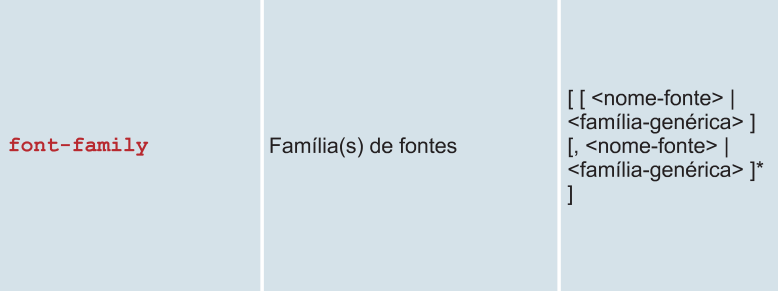 font-family
Família(s) de fontes
[ [ <nome-fonte> |
<família-genérica> ]
[, <nome-fonte> |
<família-genérica> ]*
]